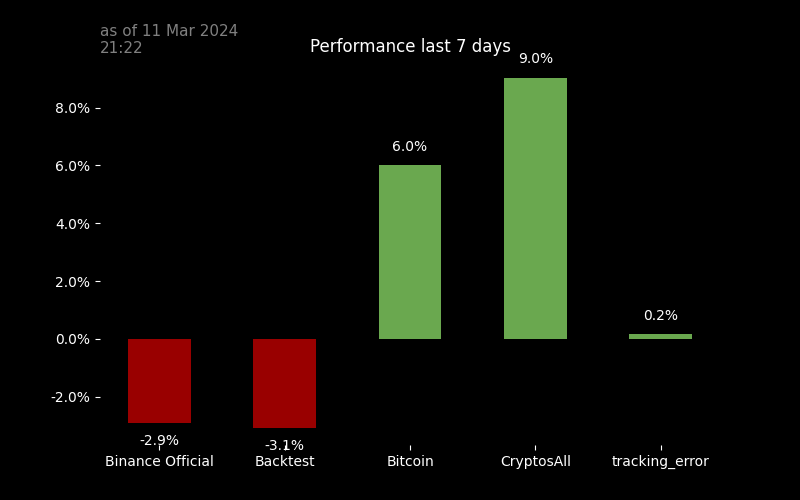 as of 11 Mar 2024
21:22
Performance last 7 days
9.0%
8.0%
6.0%
6.0%
4.0%
2.0%
0.2%
0.0%
-2.0%
-2.9%
-3.1%
Binance Official
Backtest
Bitcoin
CryptosAll
tracking_error